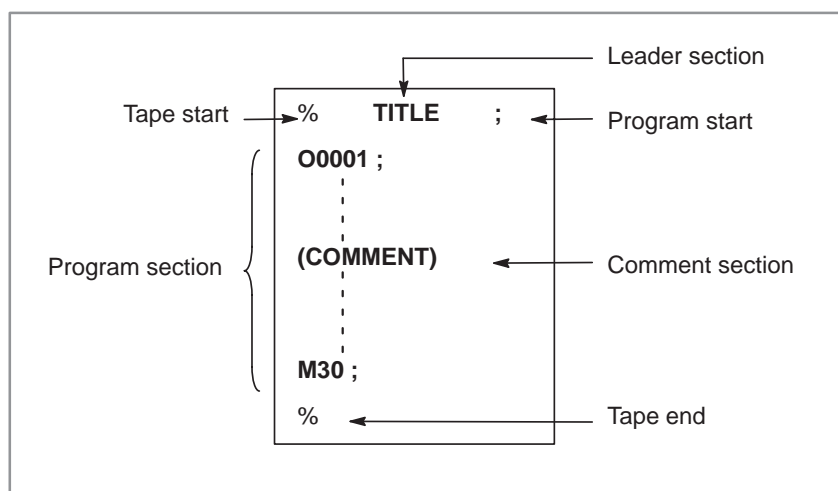 Leader section
Tape start % TITLE ; Program start
O0001 ;
Program section (COMMENT) Comment section
M30 ;
% Tape end